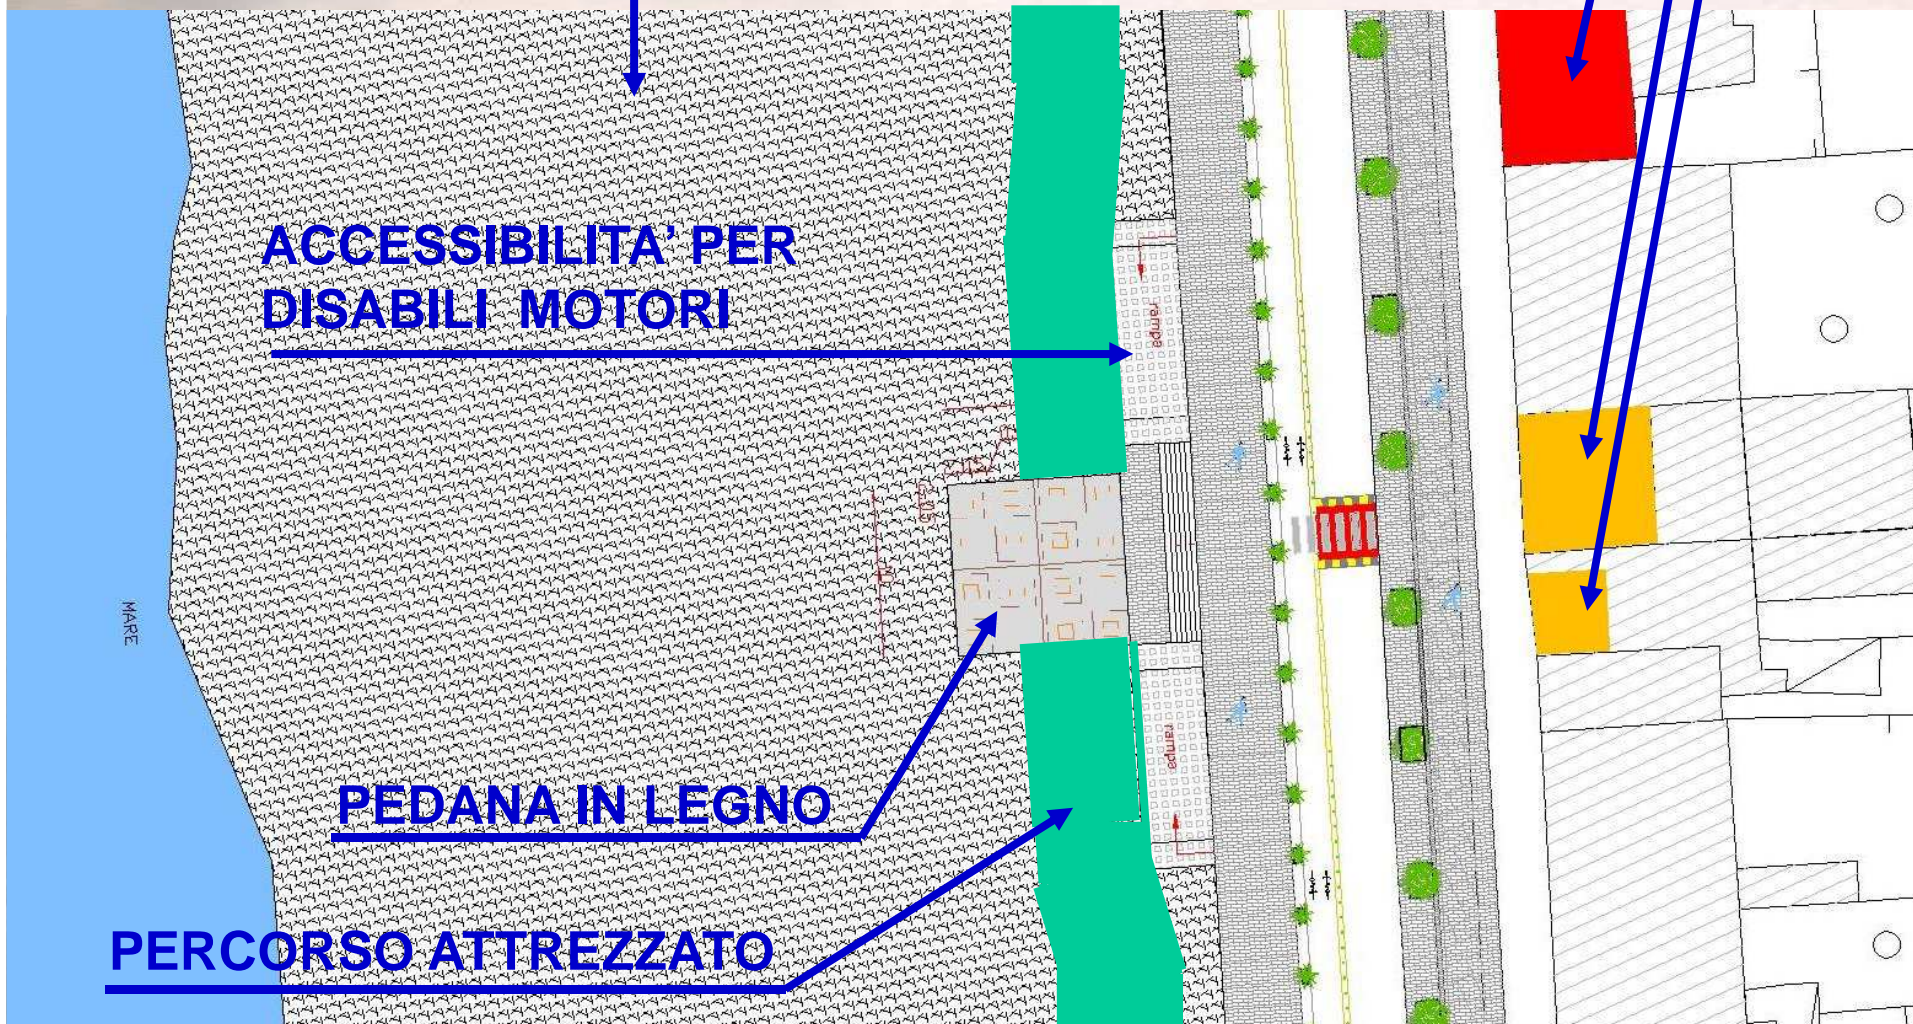 ACCESSIBILITA’ PER
DISABILI MOTORI
rampa
MARE
rampa
PEDANA IN LEGNO
PERCORSO ATTREZZATO